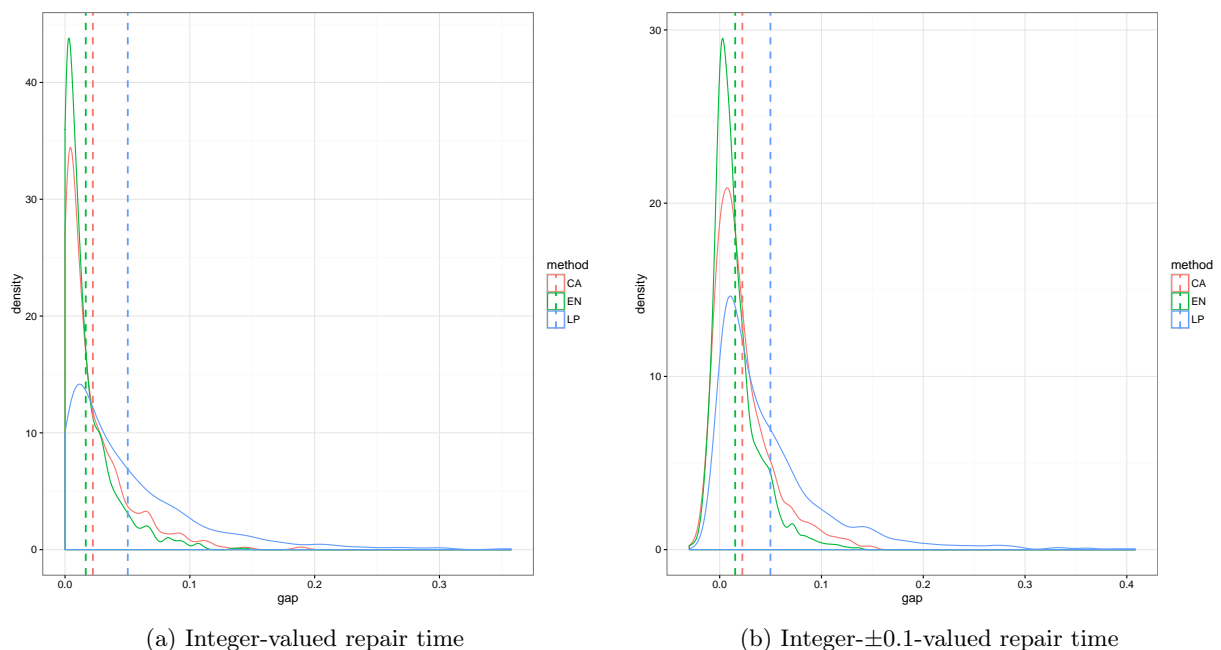 40
30
20
10
0
density
0.0
0.1
0.2
0.3
gap
method
CA
EN
LP
(a) Integer-valued repair time
30
20
10
0
density
0.0
0.1
0.2
0.3
0.4
gap
method
CA
EN
LP
(b) Integer-±0.1-valued repair time